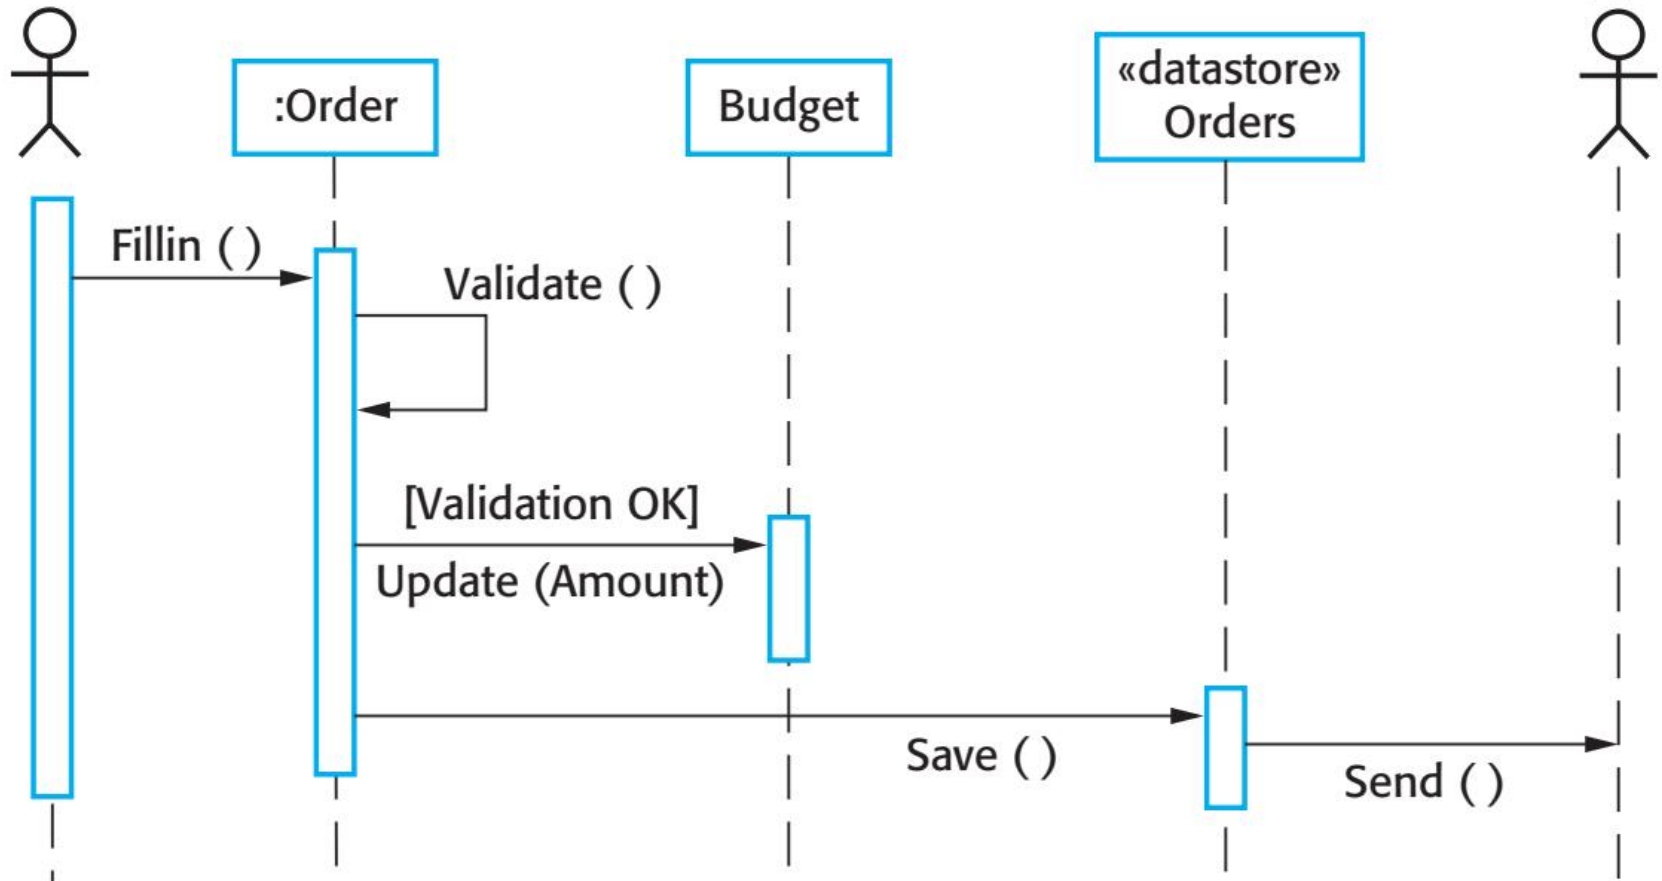 :Order
Budget
«datastore»
Orders
Fillin ( )
Validate ( )
[Validation OK]
Update (Amount)
Save ( )
Send ( )